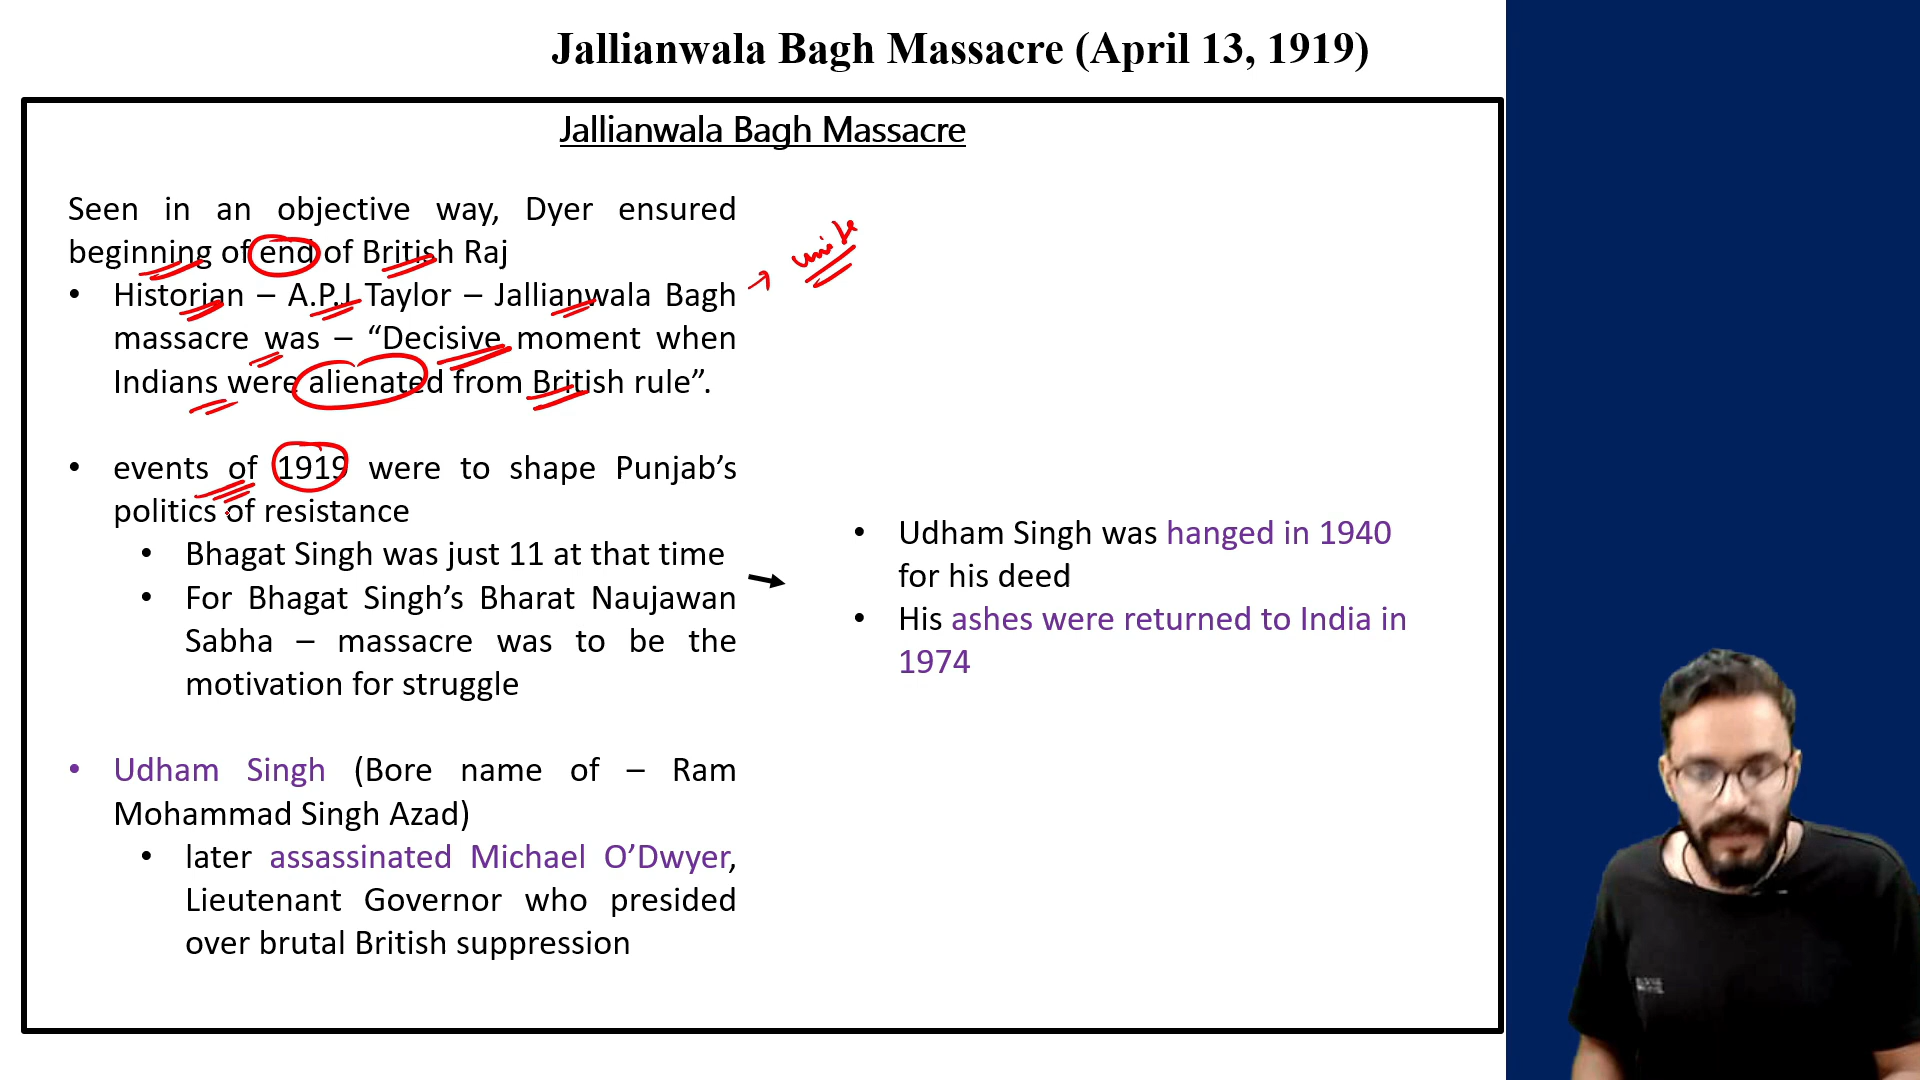 Jallianwala Bagh Massacre (April 13, 1919)
Jallianwala Bagh Massacre
Seen in an objective way, Dyer ensured
beginning of end of British Raj
• Historian – A.P.J Taylor – Jallianwala Bagh
massacre was – “Decisive moment when
Indians were alienated from British rule”.
unite
• events of 1919 were to shape Punjab’s
politics of resistance
• Bhagat Singh was just 11 at that time
• For Bhagat Singh’s Bharat Naujawan
Sabha – massacre was to be the
motivation for struggle
• Udham Singh (Bore name of – Ram
Mohammad Singh Azad)
• later assassinated Michael O’Dwyer,
Lieutenant Governor who presided
over brutal British suppression
• Udham Singh was hanged in 1940
for his deed
• His ashes were returned to India in
1974